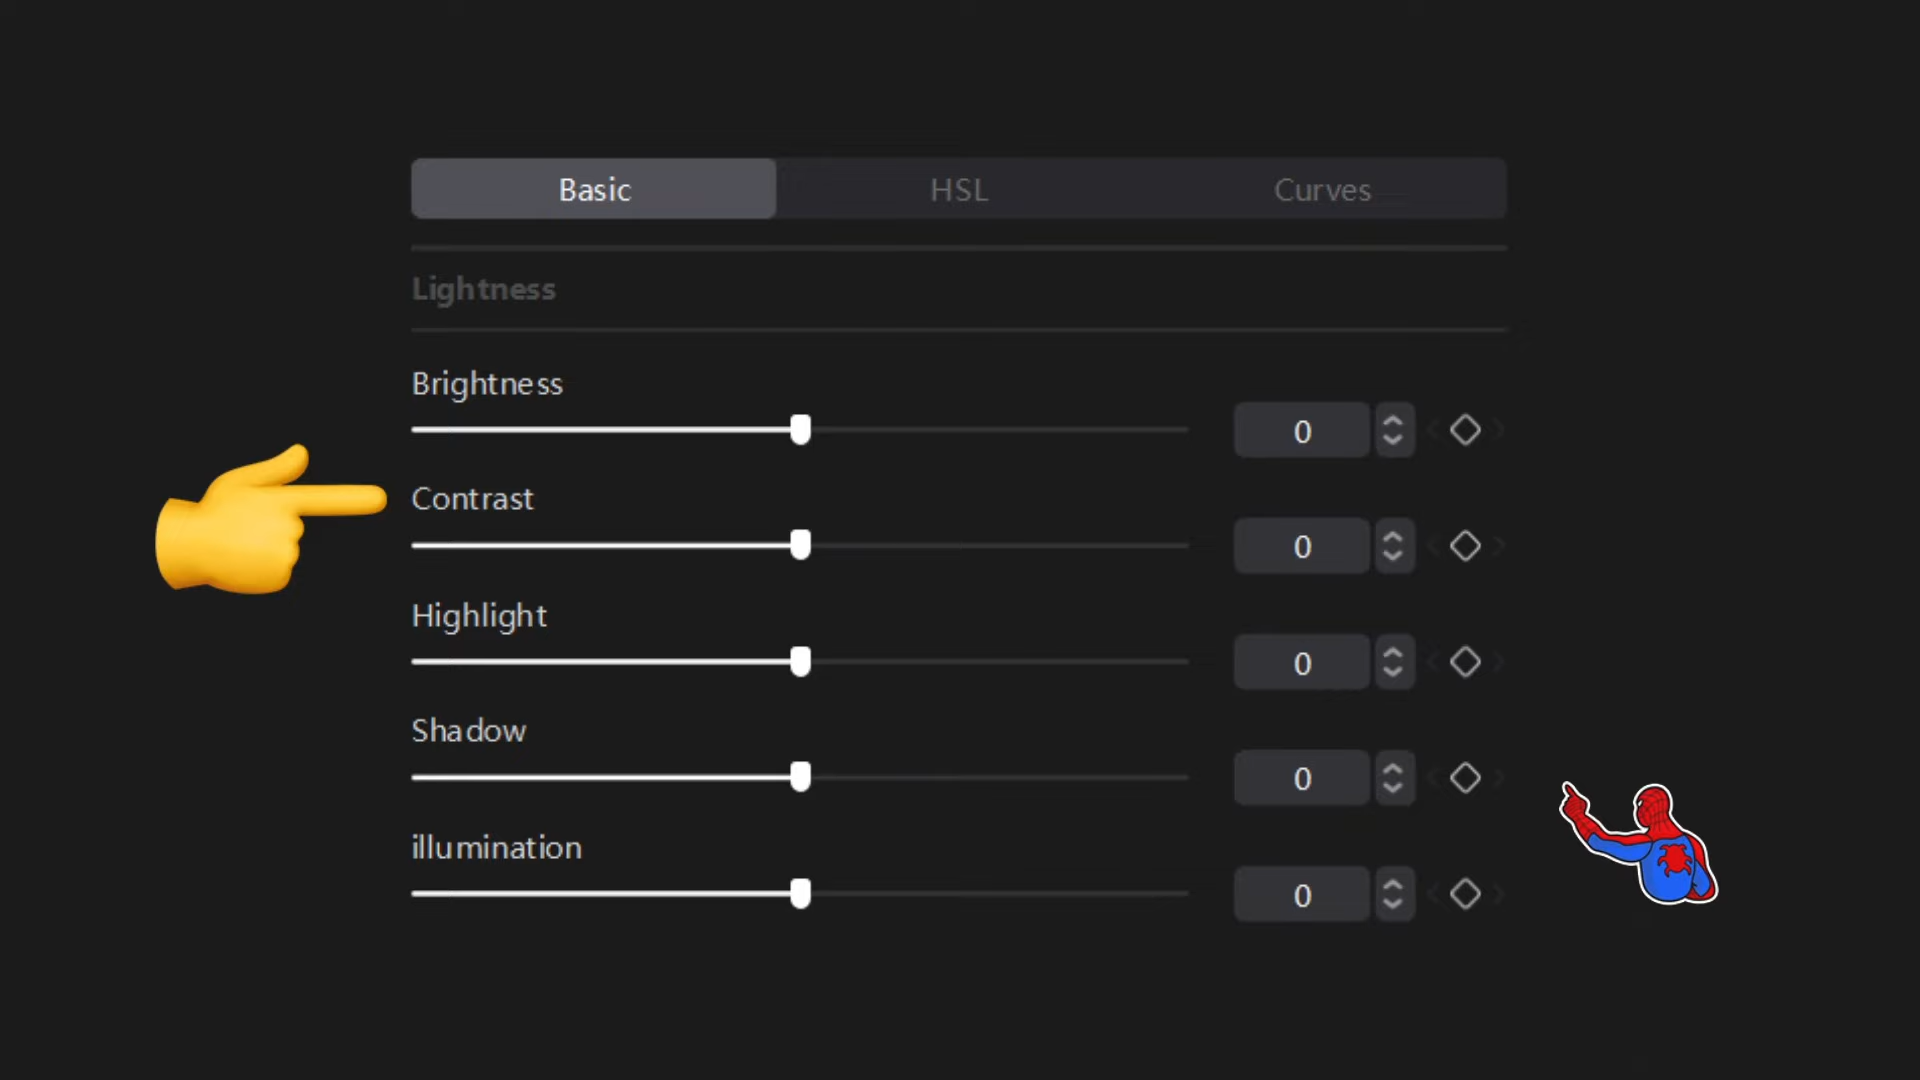 Basic HSL Curves
Lightness
Brightness
0
Contrast
0
Highlight
0
Shadow
0
illumination
0